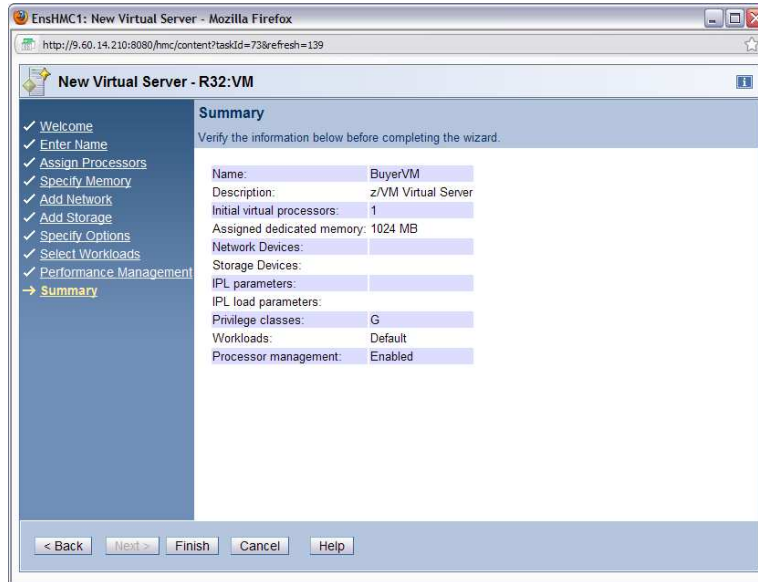 EnsHMC1: New Virtual Server - Mozilla Firefox
http://9.60.14.210:8080/hmc/content?taskId=73&refresh=139
New Virtual Server - R32:VM
Welcome
Enter Name
Assign Processors
Specify Memory
Add Network
Add Storage
Specify Options
Select Workloads
Performance Management
Summary
Summary
Verify the information below before completing the wizard.
Name: BuyerVM
Description: z/VM Virtual Server
Initial virtual processors: 1
Assigned dedicated memory: 1024 MB
Network Devices:
Storage Devices:
IPL parameters:
IPL load parameters:
Privilege classes: G
Workloads: Default
Processor management: Enabled
< Back Next > Finish Cancel Help